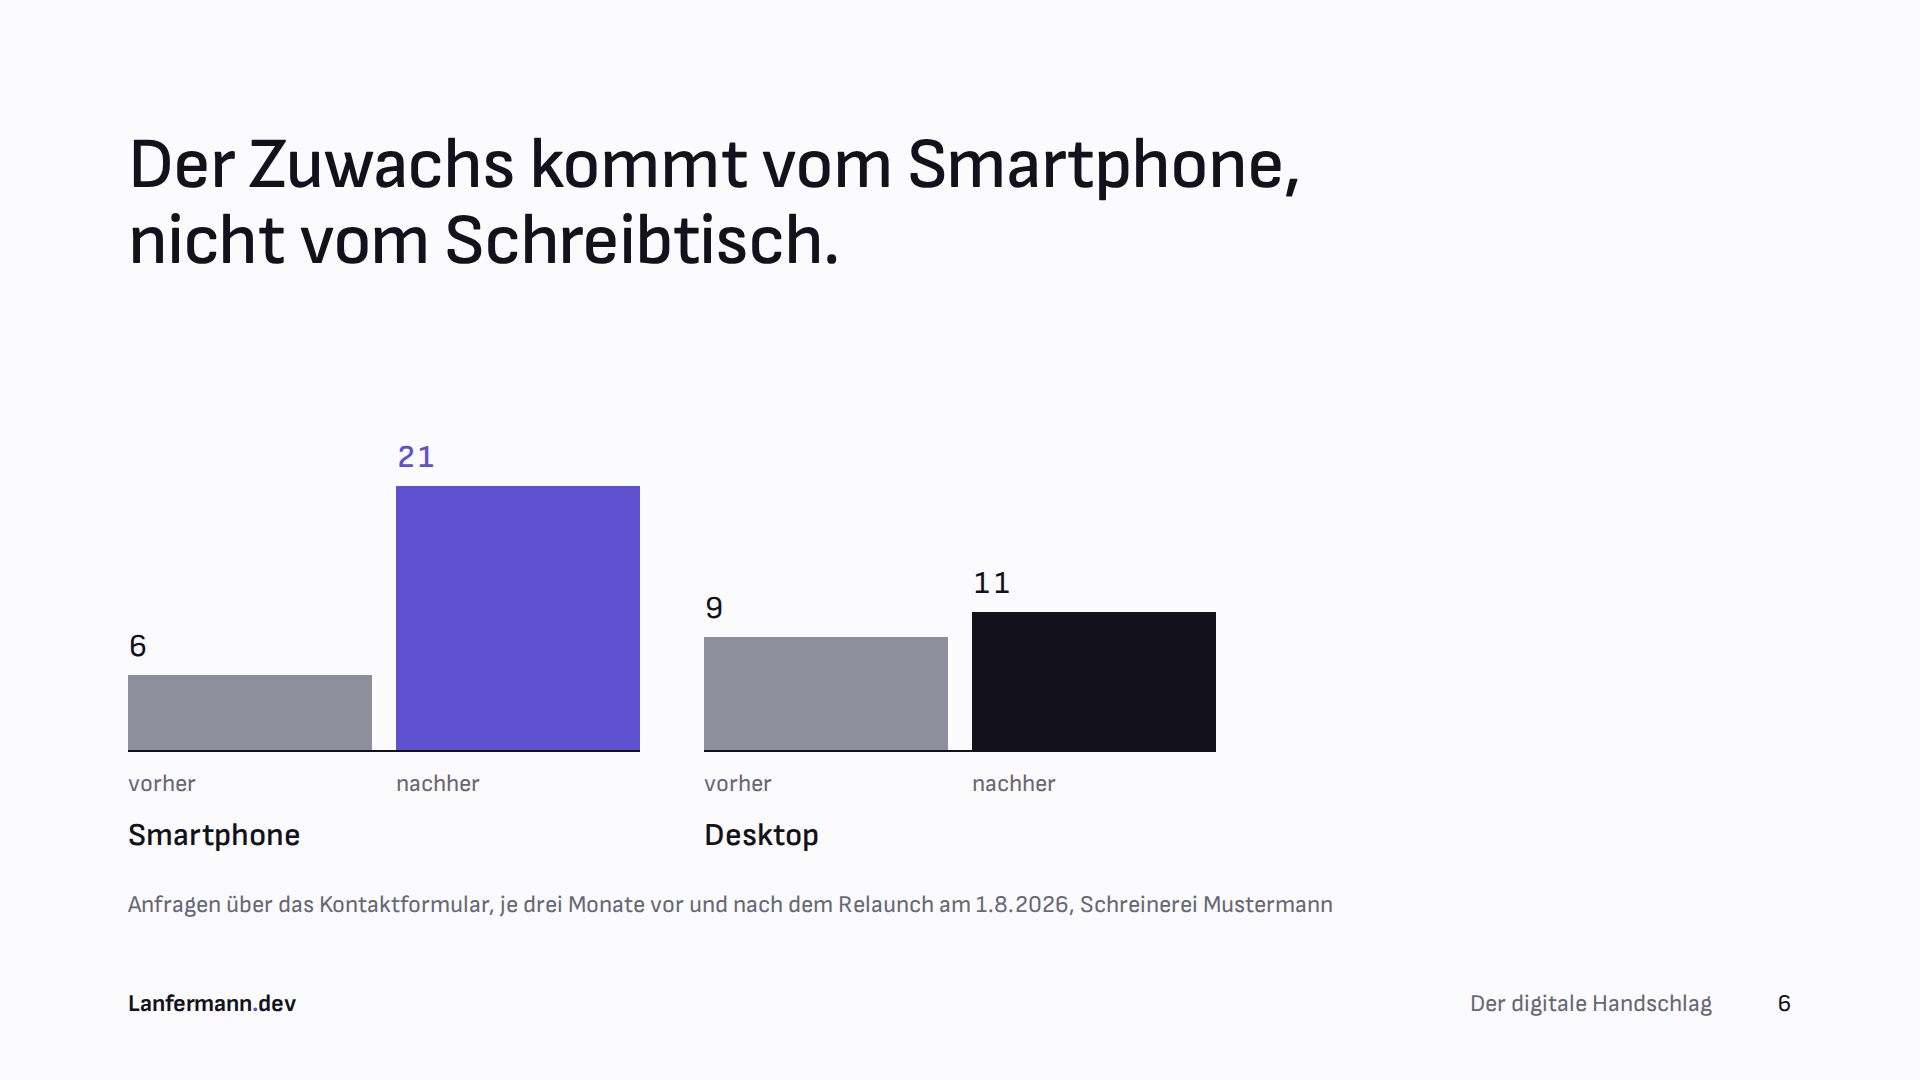 Der Zuwachs kommt vom Smartphone,
nicht vom Schreibtisch.
6
21
9
11
vorher
nachher
vorher
nachher
Smartphone
Desktop
Anfragen über das Kontaktformular, je drei Monate vor und nach dem Relaunch am 1.8.2026, Schreinerei Mustermann
Lanfermann.dev
Der digitale Handschlag
6